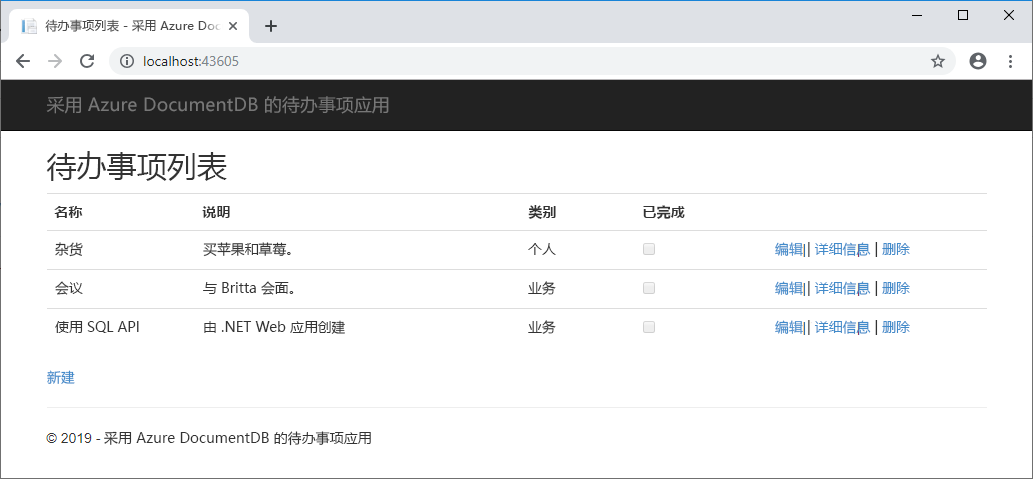 待办事项列表 - 采用 Azure Doc
localhost:43605
采用 Azure DocumentDB 的待办事项应用
待办事项列表
名称 说明 类别 已完成
杂货 买苹果和草莓。 个人 编辑 | 详细信息 | 删除
会议 与 Britta 会面。 业务 编辑 | 详细信息 | 删除
使用 SQL API 由 .NET Web 应用创建 业务 编辑 | 详细信息 | 删除
新建
© 2019 - 采用 Azure DocumentDB 的待办事项应用